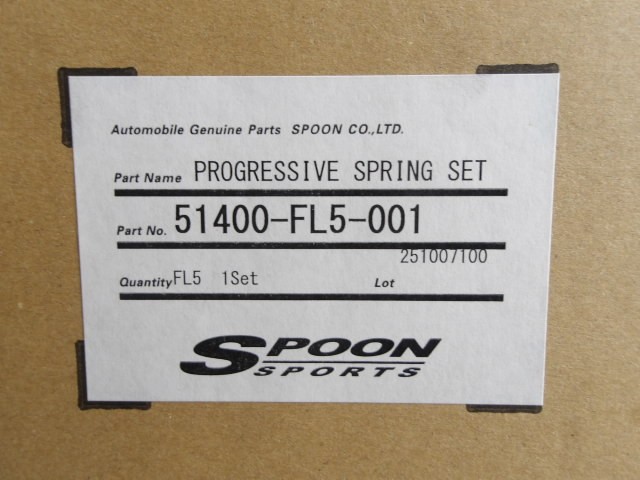 Automobile Genuine Parts SPOON CO.,LTD.
Part Name PROGRESSIVE SPRING SET
Part No. 51400-FL5-001
251007100
Quantity FL5 1Set Lot
SPOON
SPORTS